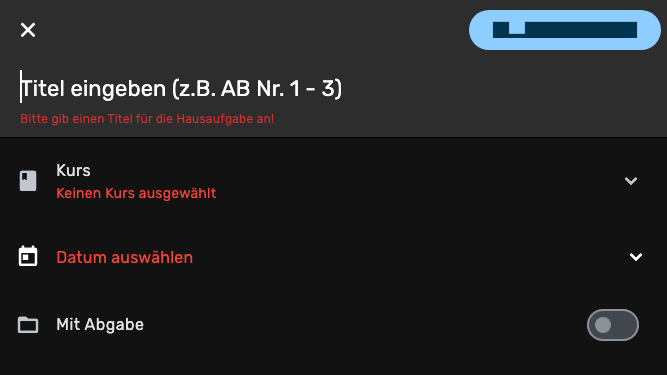 Titel eingeben (z.B. AB Nr. 1 - 3)
Bitte gib einen Titel für die Hausaufgabe an!
Kurs
Keinen Kurs ausgewählt
Datum auswählen
Mit Abgabe